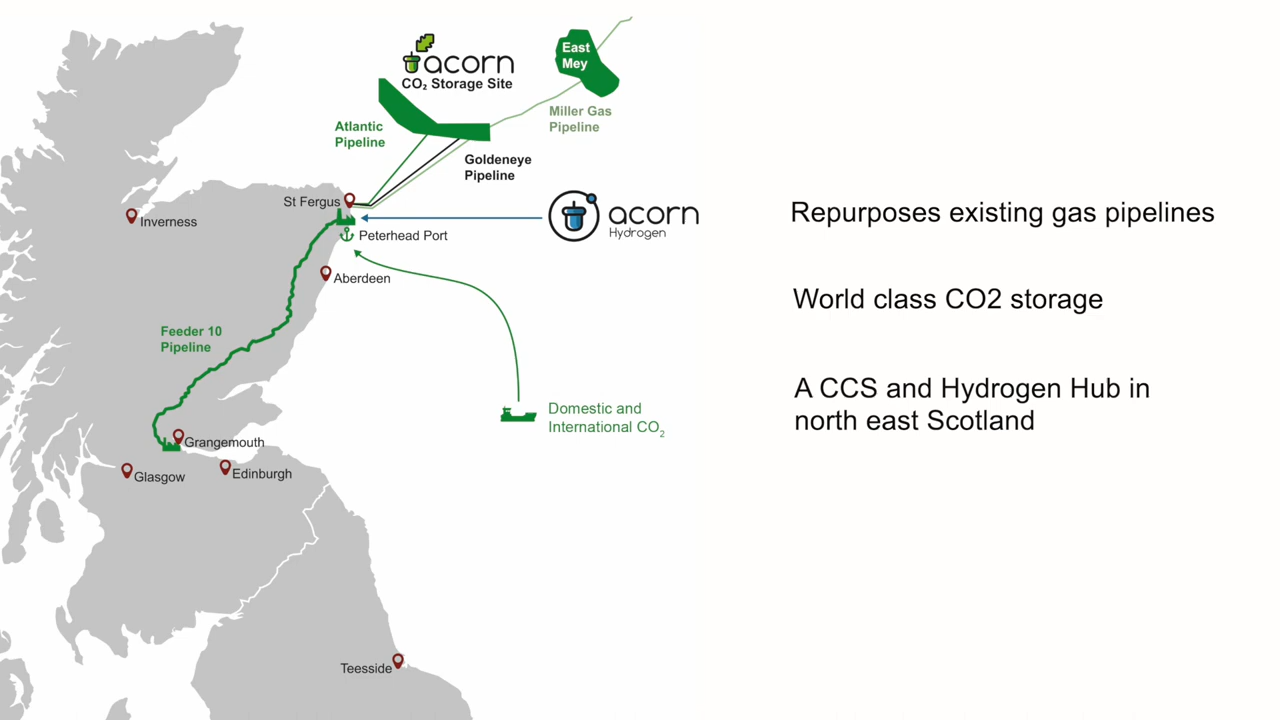 acorn
CO₂ Storage Site
East
Mey
Atlantic
Pipeline
Miller Gas
Pipeline
Goldeneye
Pipeline
St Fergus
Inverness
acorn
Hydrogen
Peterhead Port
Aberdeen
Feeder 10
Pipeline
Domestic and
International CO₂
Grangemouth
Glasgow
Edinburgh
Teesside
Repurposes existing gas pipelines
World class CO2 storage
A CCS and Hydrogen Hub in
north east Scotland